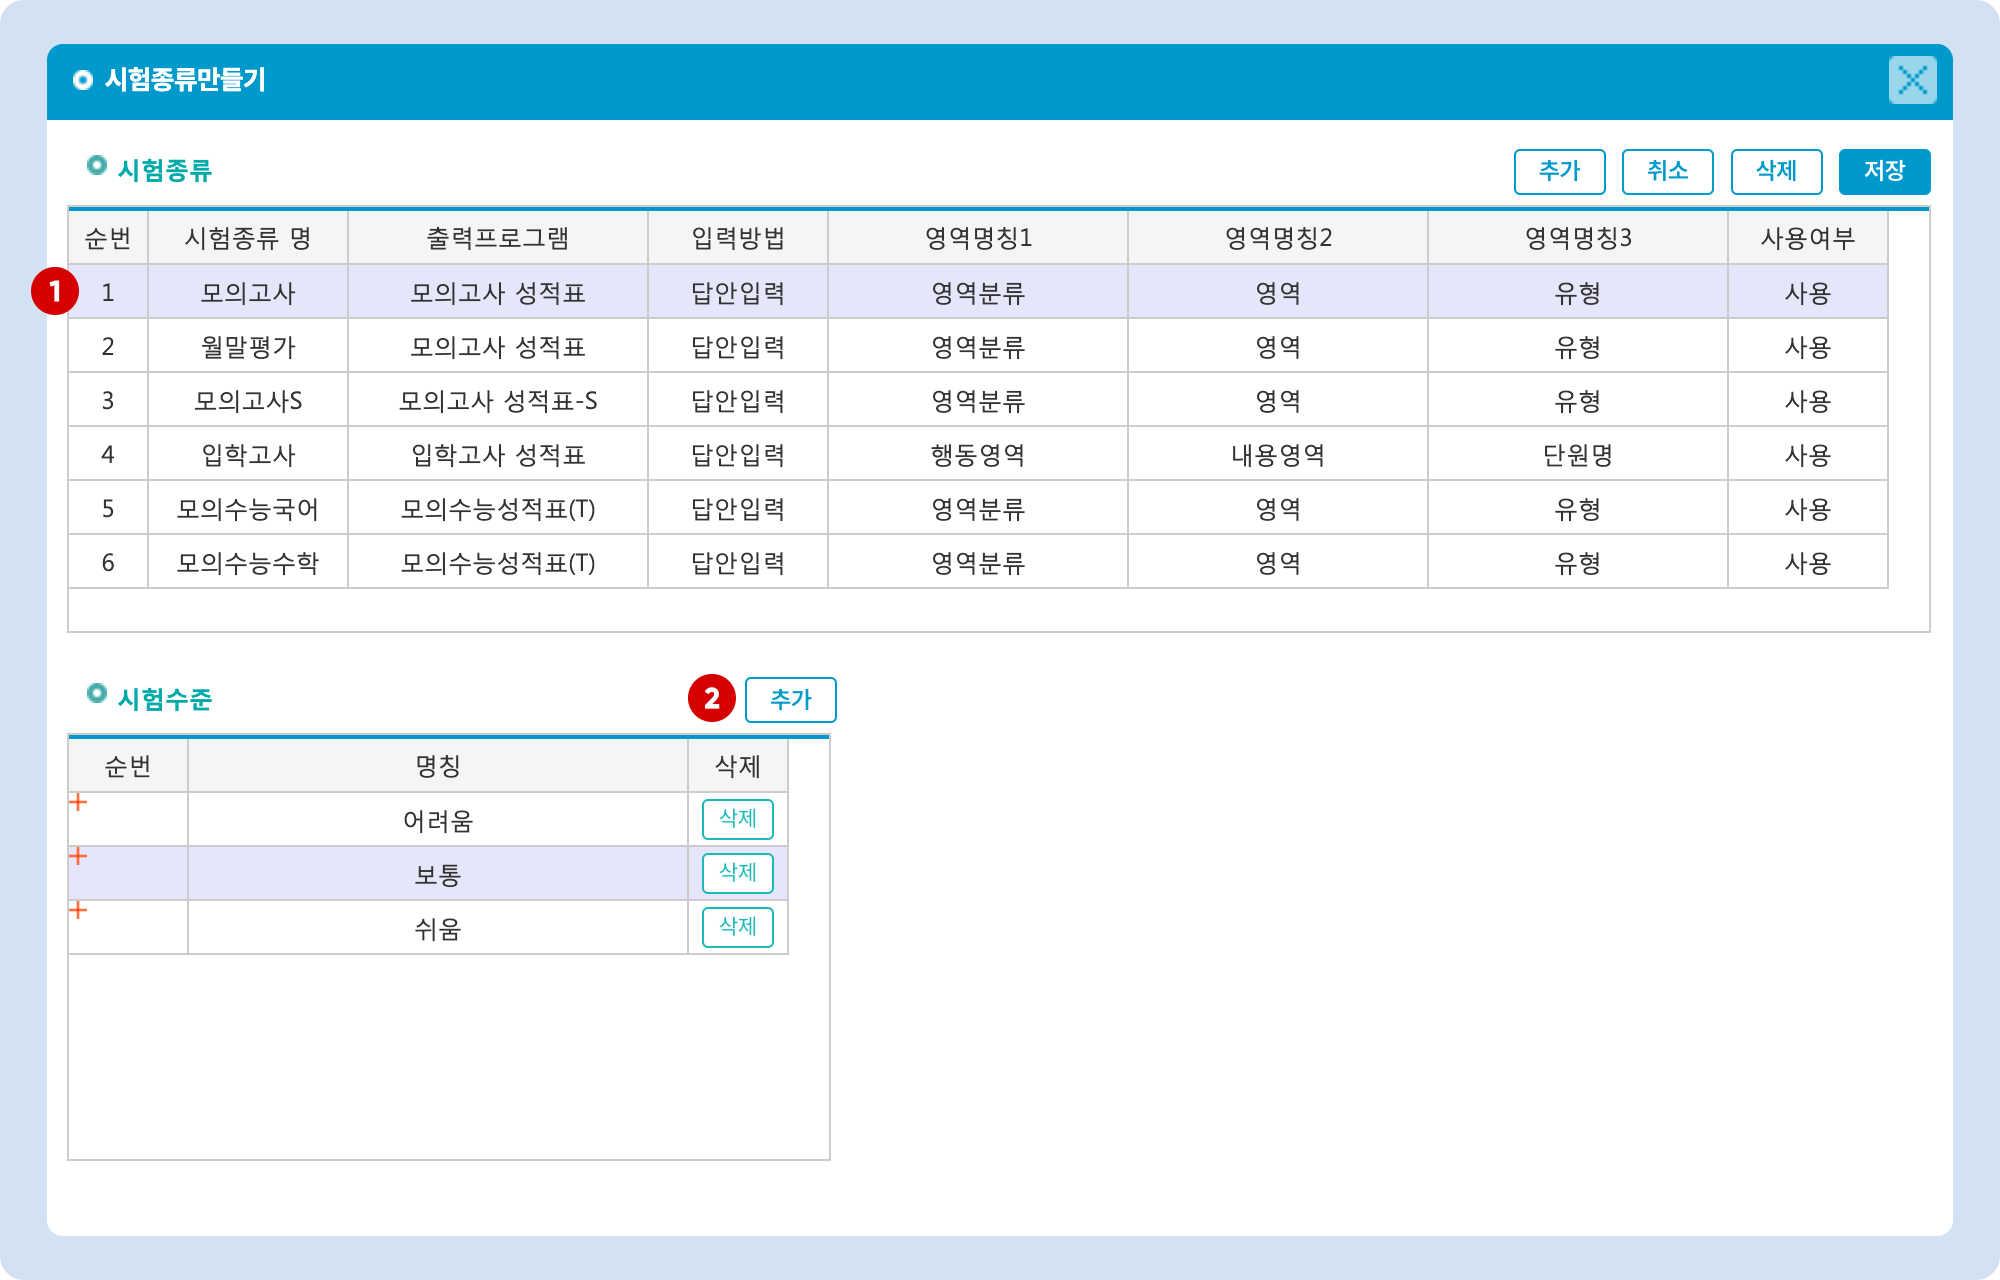 시험종류만들기
시험종류 추가 취소 삭제 저장
순번 시험종류 명 출력프로그램 입력방법 영역명칭1 영역명칭2 영역명칭3 사용여부
1 1 모의고사 모의고사 성적표 답안입력 영역분류 영역 유형 사용
2 월말평가 모의고사 성적표 답안입력 영역분류 영역 유형 사용
3 모의고사S 모의고사 성적표-S 답안입력 영역분류 영역 유형 사용
4 입학고사 입학고사 성적표 답안입력 행동영역 내용영역 단원명 사용
5 모의수능국어 모의수능성적표(T) 답안입력 영역분류 영역 유형 사용
6 모의수능수학 모의수능성적표(T) 답안입력 영역분류 영역 유형 사용
시험수준 2 추가
순번 명칭 삭제
어려움 삭제
보통 삭제
쉬움 삭제